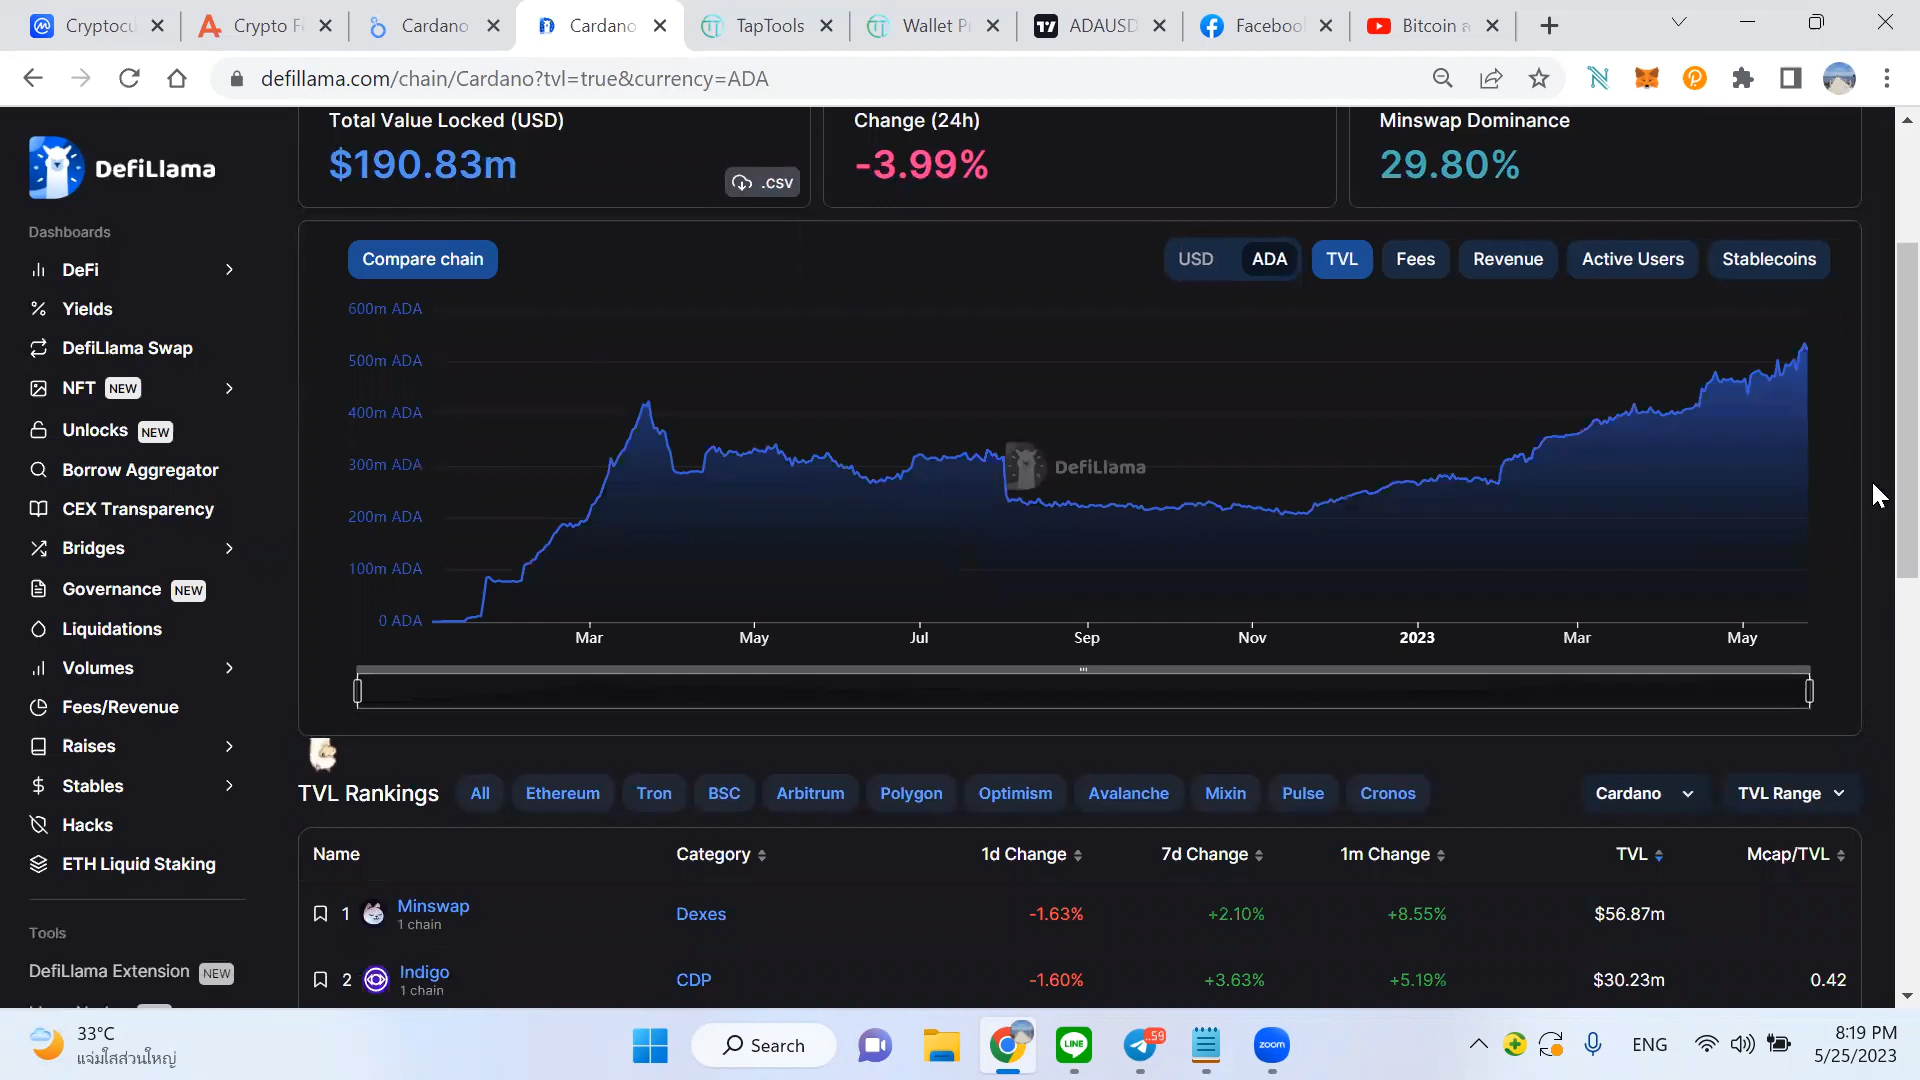 Cryptocu
Crypto F
Cardano
Cardano
TapTools
Wallet P
ADAUSD
Facebook
Bitcoin
defillama.com/chain/Cardano?tvl=true&currency=ADA
DefiLlama
Dashboards
DeFi
Yields
DefiLlama Swap
NFT NEW
Unlocks NEW
Borrow Aggregator
CEX Transparency
Bridges
Governance NEW
Liquidations
Volumes
Fees/Revenue
Raises
Stables
Hacks
ETH Liquid Staking
Tools
DefiLlama Extension NEW
Total Value Locked (USD)
$190.83m
.csv
Change (24h)
-3.99%
Minswap Dominance
29.80%
Compare chain
USD ADA TVL Fees Revenue Active Users Stablecoins
600m ADA
500m ADA
400m ADA
300m ADA
200m ADA
100m ADA
0 ADA
DefiLlama
Mar May Jul Sep Nov 2023 Mar May
TVL Rankings All Ethereum Tron BSC Arbitrum Polygon Optimism Avalanche Mixin Pulse Cronos Cardano TVL Range
Name Category 1d Change 7d Change 1m Change TVL Mcap/TVL
1 Minswap Dexes -1.63% +2.10% +8.55% $56.87m
1 chain
2 Indigo CDP -1.60% +3.63% +5.19% $30.23m 0.42
1 chain
33°C
แจ่มใสส่วนใหญ่
Search
LINE
59
zoom
ENG
8:19 PM
5/25/2023